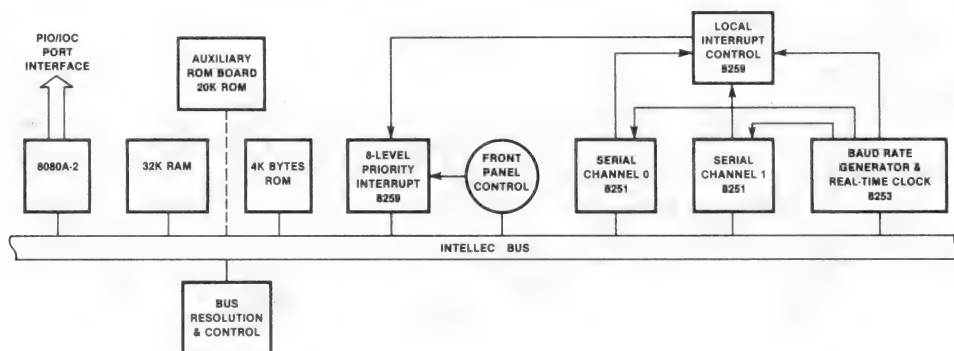 PIO/IOC
PORT
INTERFACE
AUXILIARY
ROM BOARD
20K ROM
LOCAL
INTERRUPT
CONTROL
8259
8080A-2
32K RAM
4K BYTES
ROM
8-LEVEL
PRIORITY
INTERRUPT
8259
FRONT
PANEL
CONTROL
SERIAL
CHANNEL 0
8251
SERIAL
CHANNEL 1
8251
BAUD RATE
GENERATOR &
REAL-TIME CLOCK
8253
INTELLEC BUS
BUS
RESOLUTION
& CONTROL